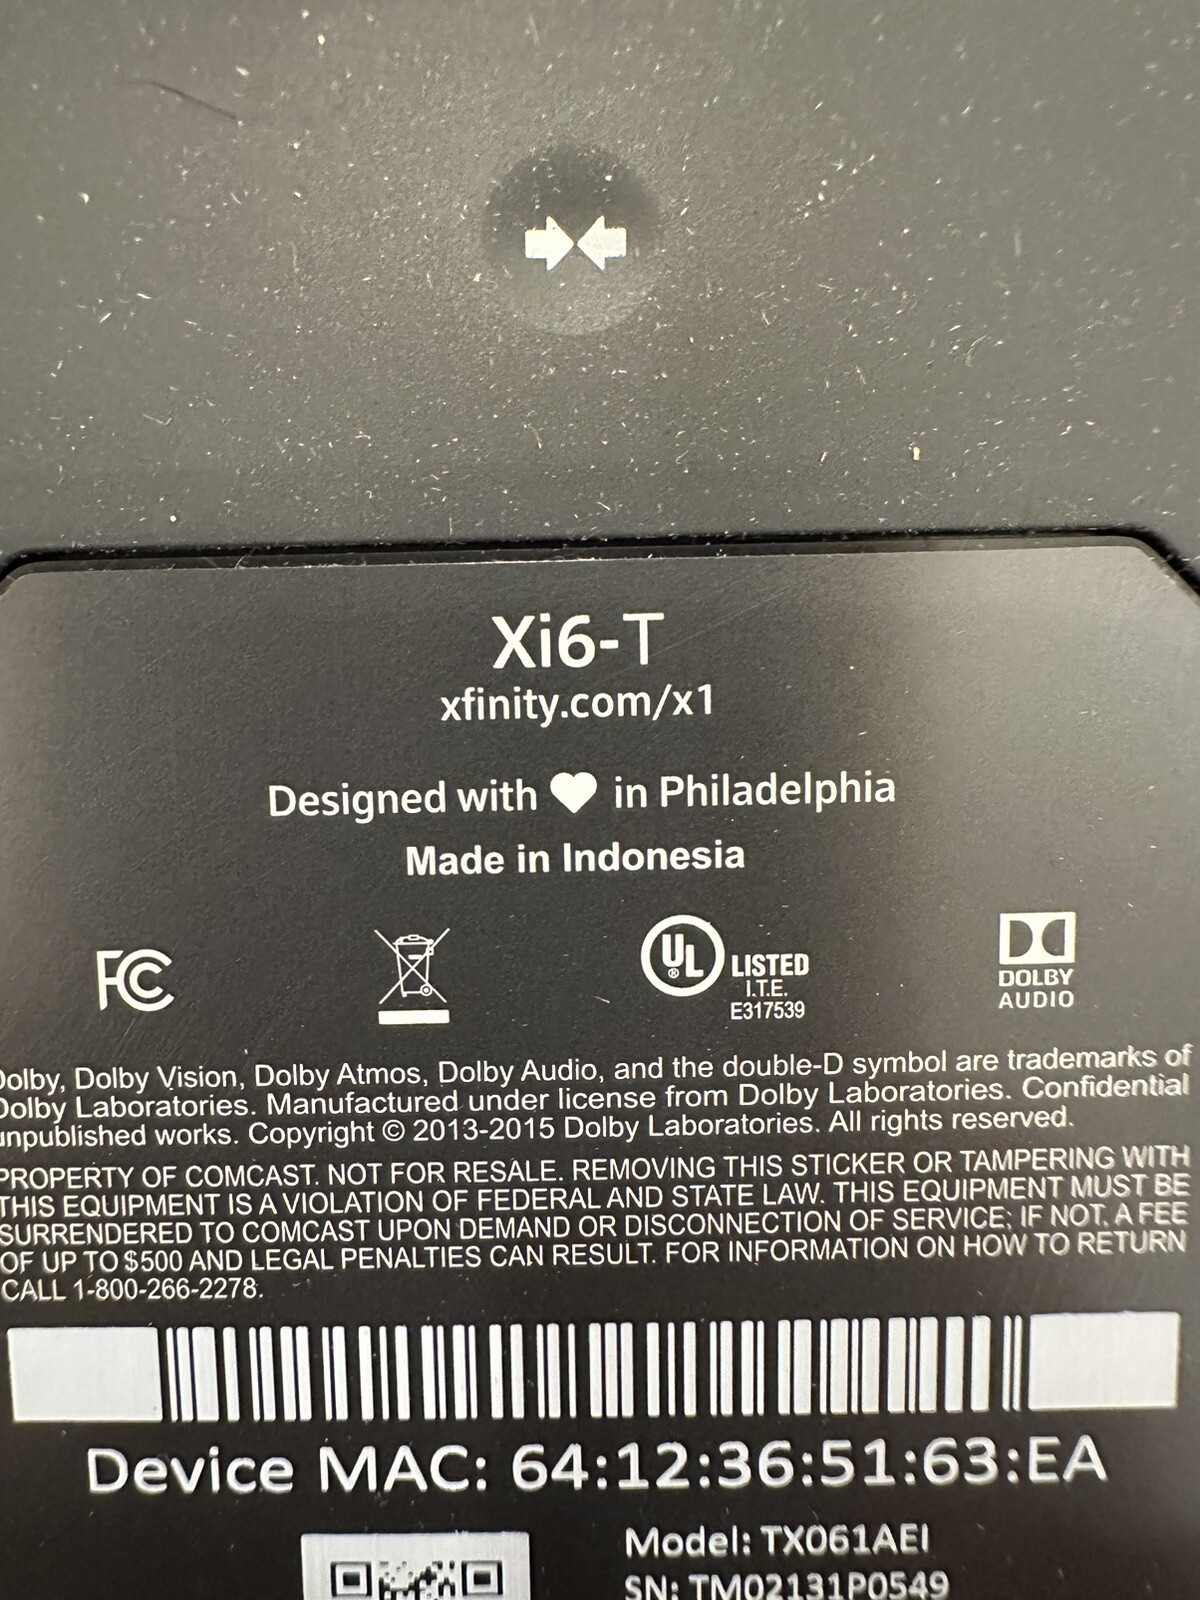 Xi6-T
xfinity.com/x1
Designed with ♥ in Philadelphia
Made in Indonesia
FC
UL ® LISTED
I.T.E.
E317539
DOLBY
AUDIO
Dolby, Dolby Vision, Dolby Atmos, Dolby Audio, and the double-D symbol are trademarks of
Dolby Laboratories. Manufactured under license from Dolby Laboratories. Confidential
unpublished works. Copyright © 2013-2015 Dolby Laboratories. All rights reserved.
PROPERTY OF COMCAST. NOT FOR RESALE. REMOVING THIS STICKER OR TAMPERING WITH
THIS EQUIPMENT IS A VIOLATION OF FEDERAL AND STATE LAW. THIS EQUIPMENT MUST BE
SURRENDERED TO COMCAST UPON DEMAND OR DISCONNECTION OF SERVICE; IF NOT, A FEE
OF UP TO $500 AND LEGAL PENALTIES CAN RESULT. FOR INFORMATION ON HOW TO RETURN
CALL 1-800-266-2278.
Device MAC: 64:12:36:51:63:EA
Model: TX061AEI
SN: TM02131P0549